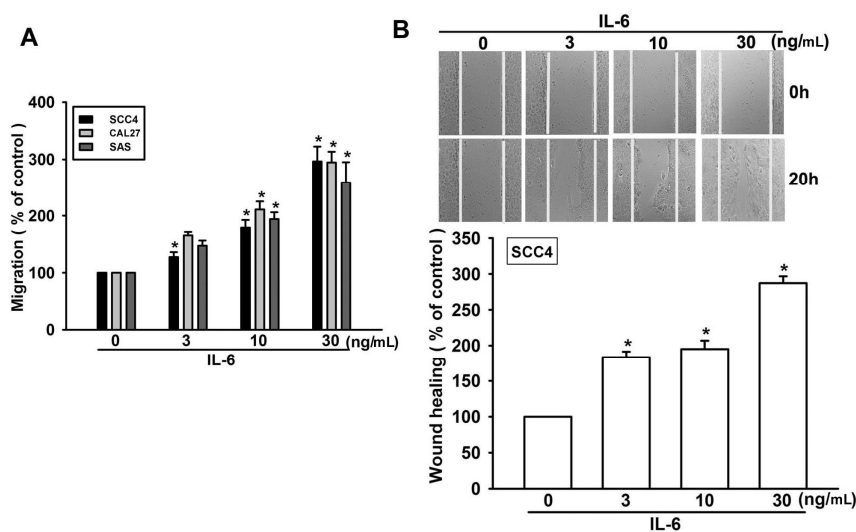 A
400
300
200
100
0
Migration ( % of control )
SCC4
CAL27
SAS
* * * *
* * * *
0 3 10 30 (ng/mL)
IL-6
B
IL-6
0 3 10 30 (ng/mL)
0h
20h
350
300
250
200
150
100
50
0
Wound healing ( % of control )
SCC4
* * *
0 3 10 30 (ng/mL)
IL-6